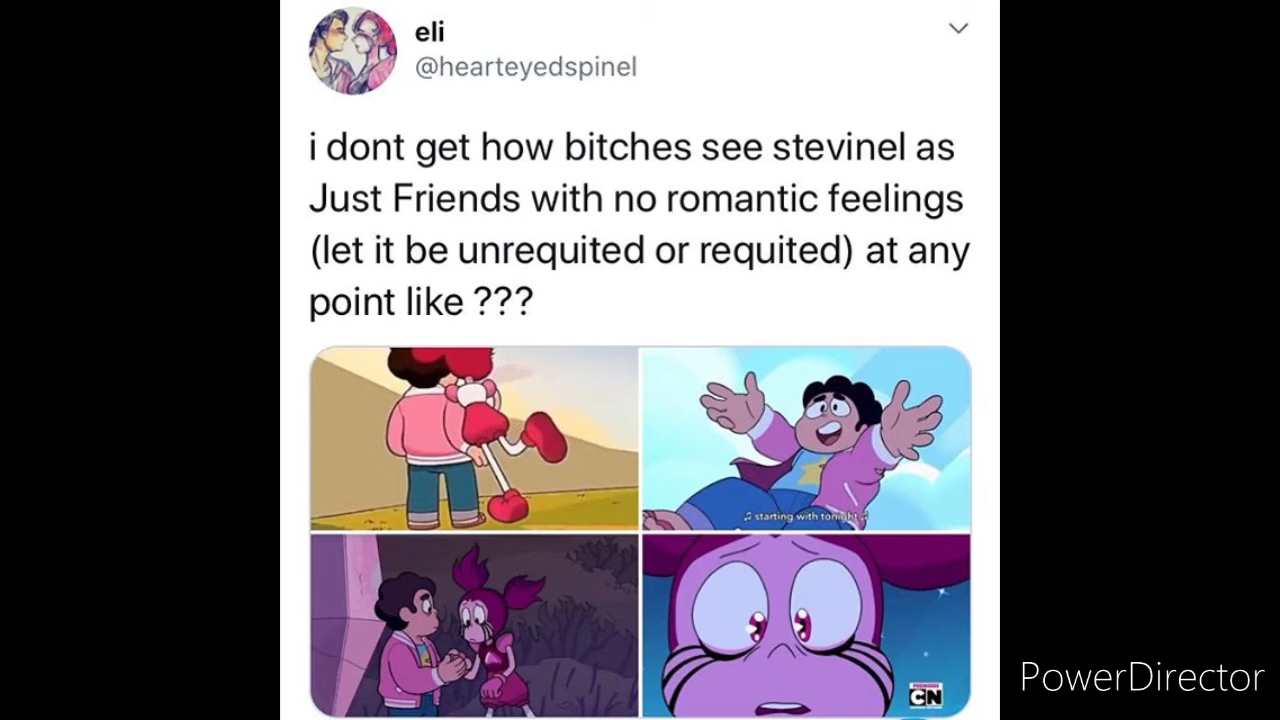 eli
@hearteyedspinel
i dont get how bitches see stevinel as
Just Friends with no romantic feelings
(let it be unrequited or requited) at any
point like ???
♫ starting with tonight ♫
PREMIERE
CN
PowerDirector